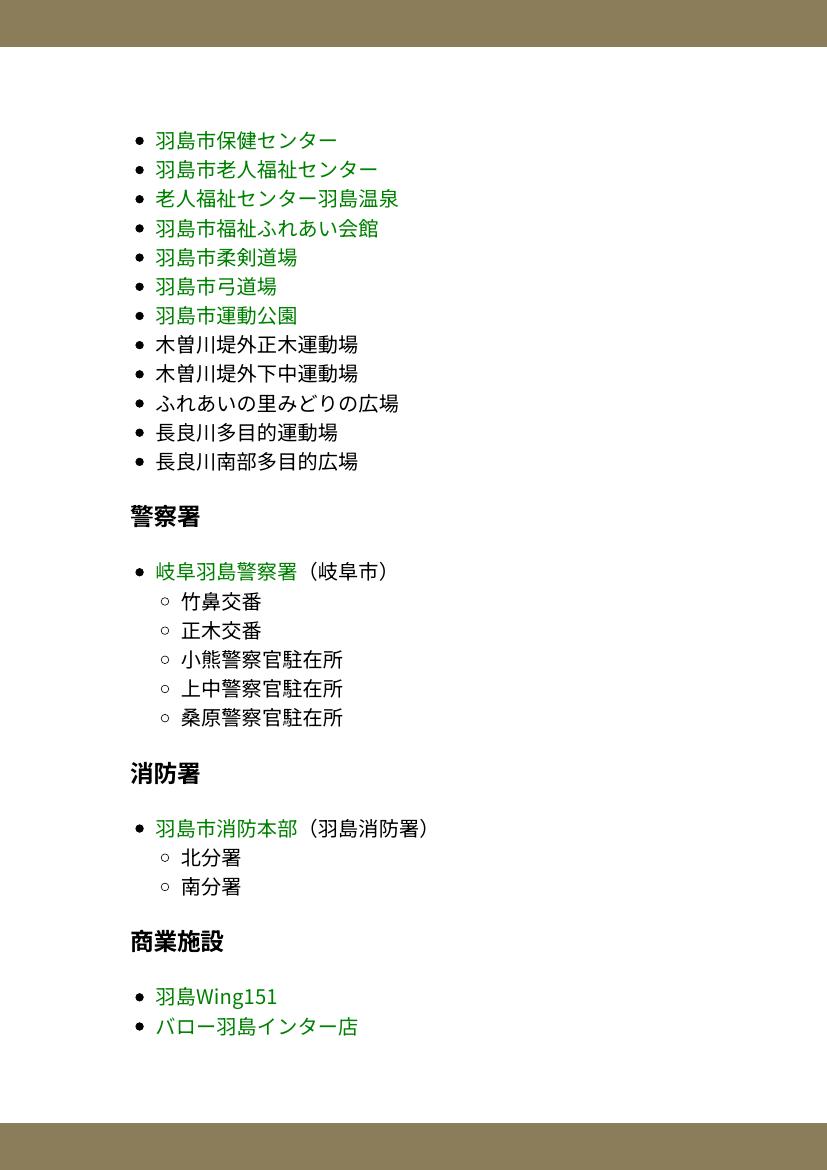 羽島市保健センター
羽島市老人福祉センター
老人福祉センター羽島温泉
羽島市福祉ふれあい会館
羽島市柔剣道場
羽島市弓道場
羽島市運動公園
木曽川堤外正木運動場
木曽川堤外下中運動場
ふれあいの里みどりの広場
長良川多目的運動場
長良川南部多目的広場
警察署
岐阜羽島警察署（岐阜市）
竹鼻交番
正木交番
小熊警察官駐在所
上中警察官駐在所
桑原警察官駐在所
消防署
羽島市消防本部（羽島消防署）
北分署
南分署
商業施設
羽島Wing151
バロー羽島インター店